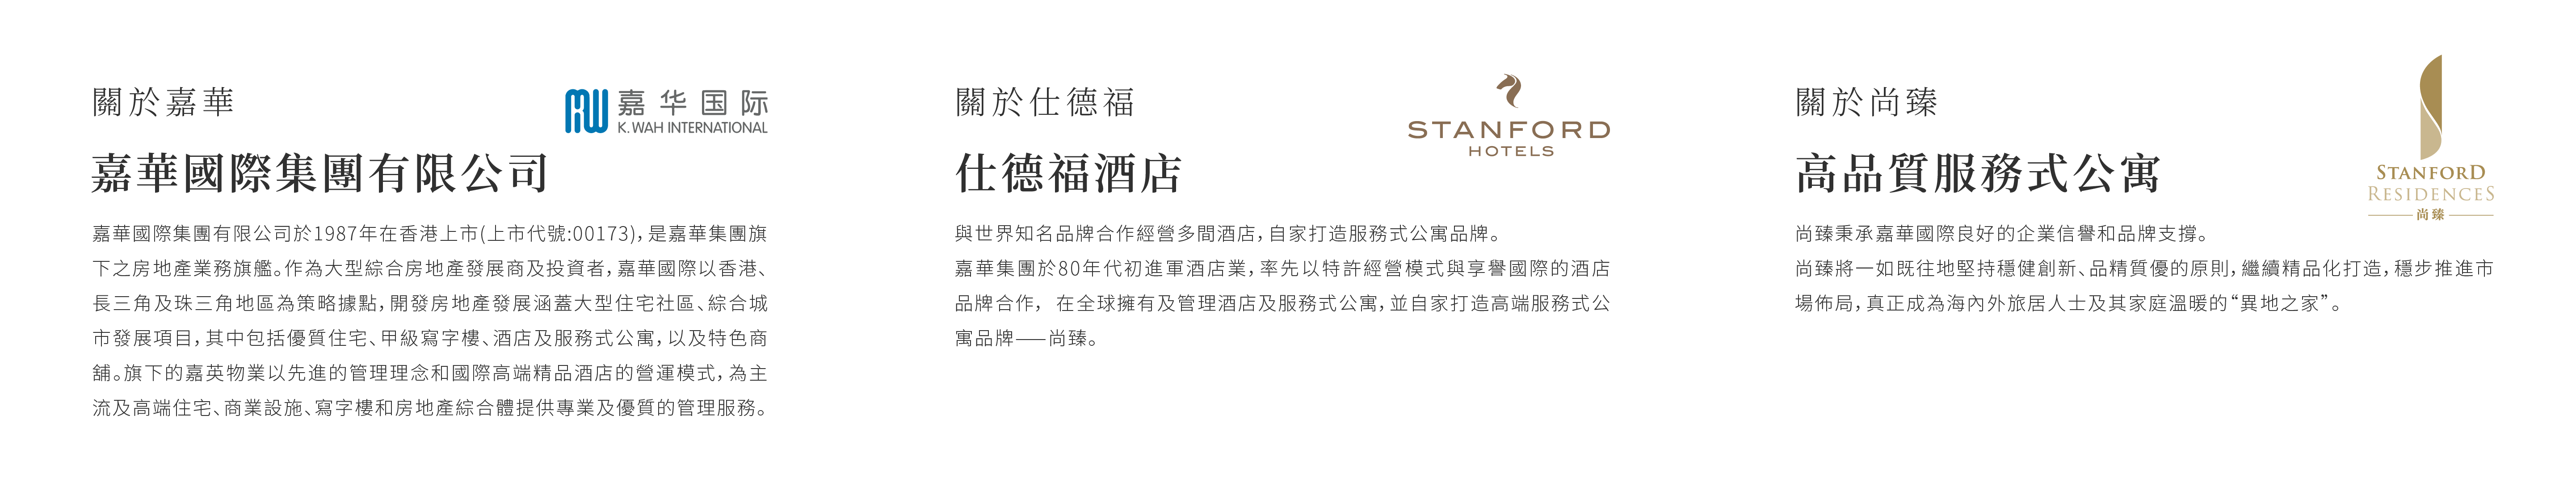 關於嘉華
嘉华国际
K. WAH INTERNATIONAL
嘉華國際集團有限公司
嘉華國際集團有限公司於1987年在香港上市(上市代號:00173)，是嘉華集團旗
下之房地產業務旗艦。作為大型綜合房地產發展商及投資者，嘉華國際以香港、
長三角及珠三角地區為策略據點，開發房地產發展涵蓋大型住宅社區、綜合城
市發展項目，其中包括優質住宅、甲級寫字樓、酒店及服務式公寓，以及特色商
舖。旗下的嘉英物業以先進的管理理念和國際高端精品酒店的營運模式，為主
流及高端住宅、商業設施、寫字樓和房地產綜合體提供專業及優質的管理服務。
關於仕德福
STANFORD
HOTELS
仕德福酒店
與世界知名品牌合作經營多間酒店，自家打造服務式公寓品牌。
嘉華集團於80年代初進軍酒店業，率先以特許經營模式與享譽國際的酒店
品牌合作， 在全球擁有及管理酒店及服務式公寓，並自家打造高端服務式公
寓品牌——尚臻。
關於尚臻
高品質服務式公寓
STANFORD
RESIDENCES
尚臻
尚臻秉承嘉華國際良好的企業信譽和品牌支撐。
尚臻將一如既往地堅持穩健創新、品精質優的原則，繼續精品化打造，穩步推進市
場佈局，真正成為海內外旅居人士及其家庭溫暖的“異地之家”。